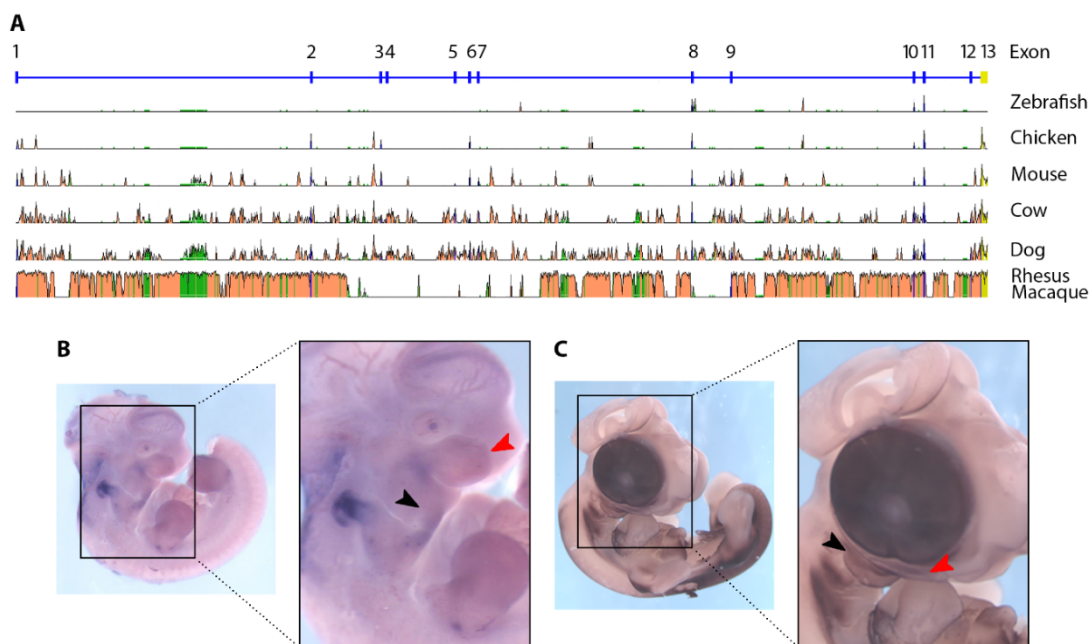 A
1 2 34 5 67 8 9 10 11 12 13 Exon
Zebrafish
Chicken
Mouse
Cow
Dog
Rhesus
Macaque
B C